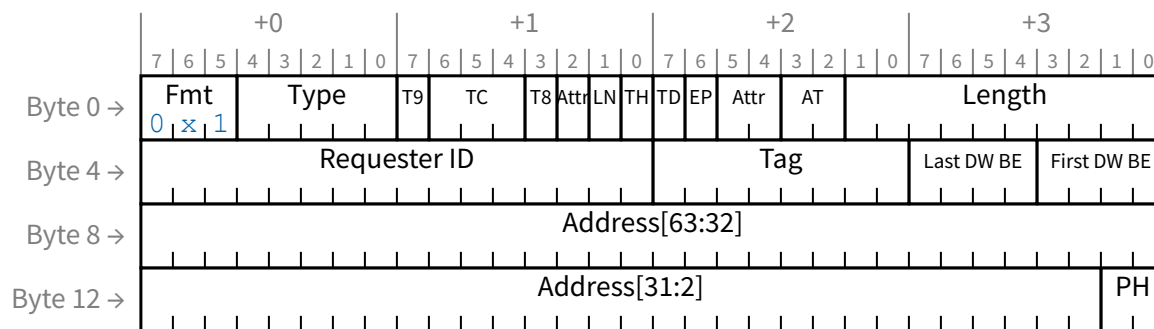 +0 +1 +2 +3
7 6 5 4 3 2 1 0 7 6 5 4 3 2 1 0 7 6 5 4 3 2 1 0 7 6 5 4 3 2 1 0
Byte 0 → Fmt Type T9 TC T8 Attr LN TH TD EP Attr AT Length
0 x 1
Byte 4 → Requester ID Tag Last DW BE First DW BE
Byte 8 → Address[63:32]
Byte 12 → Address[31:2] PH